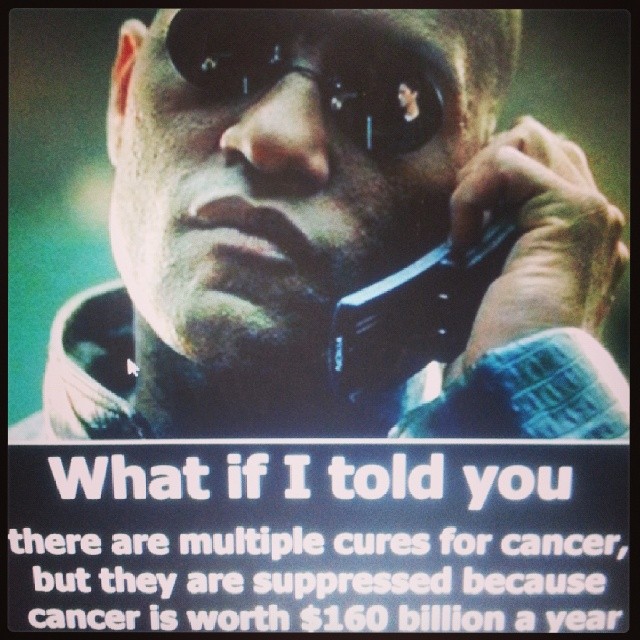 What if I told you
there are multiple cures for cancer,
but they are suppressed because
cancer is worth $160 billion a year